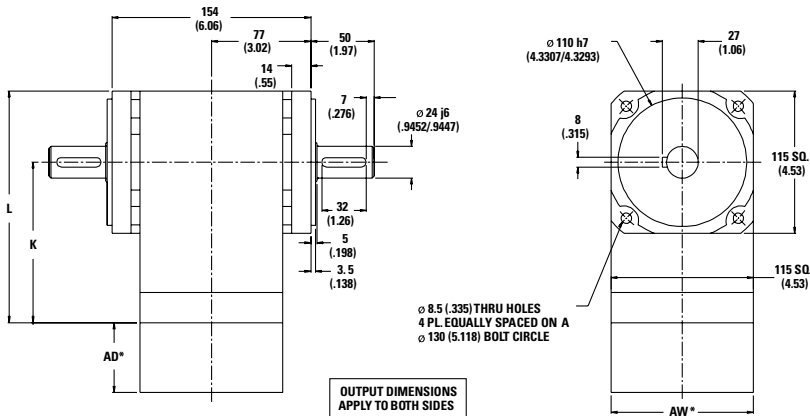 154
(6.06)
77
(3.02)
50
(1.97)
14
(.55)
7
(.276)
Ø 24 j6
(.9452/.9447)
L
K
32
(1.26)
5
(.198)
3.5
(.138)
AD*
Ø 110 h7
(4.3307/4.3293)
27
(1.06)
8
(.315)
115 SQ.
(4.53)
115 SQ
(4.53)
Ø 8.5 (.335) THRU HOLES
4 PL. EQUALLY SPACED ON A
Ø 130 (5.118) BOLT CIRCLE
OUTPUT DIMENSIONS
APPLY TO BOTH SIDES
AW*